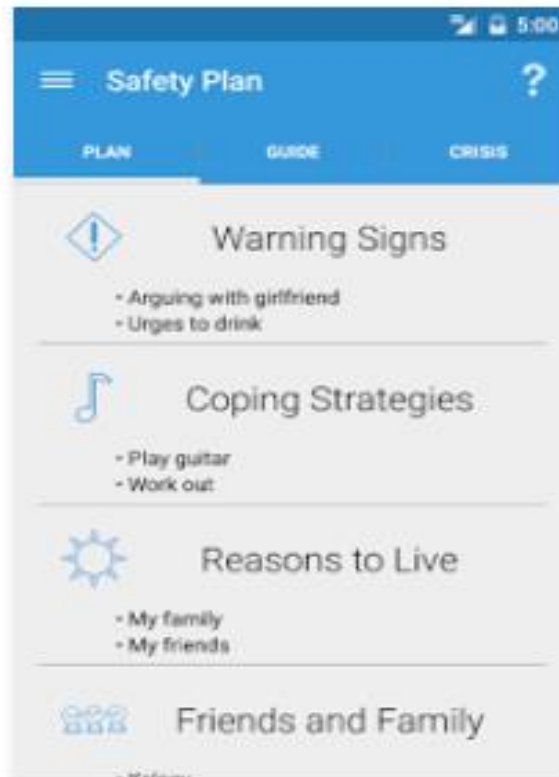 5:00
Safety Plan
?
PLAN GUIDE CRISIS
Warning Signs
- Arguing with girlfriend
- Urges to drink
Coping Strategies
- Play guitar
- Work out
Reasons to Live
- My family
- My friends
Friends and Family